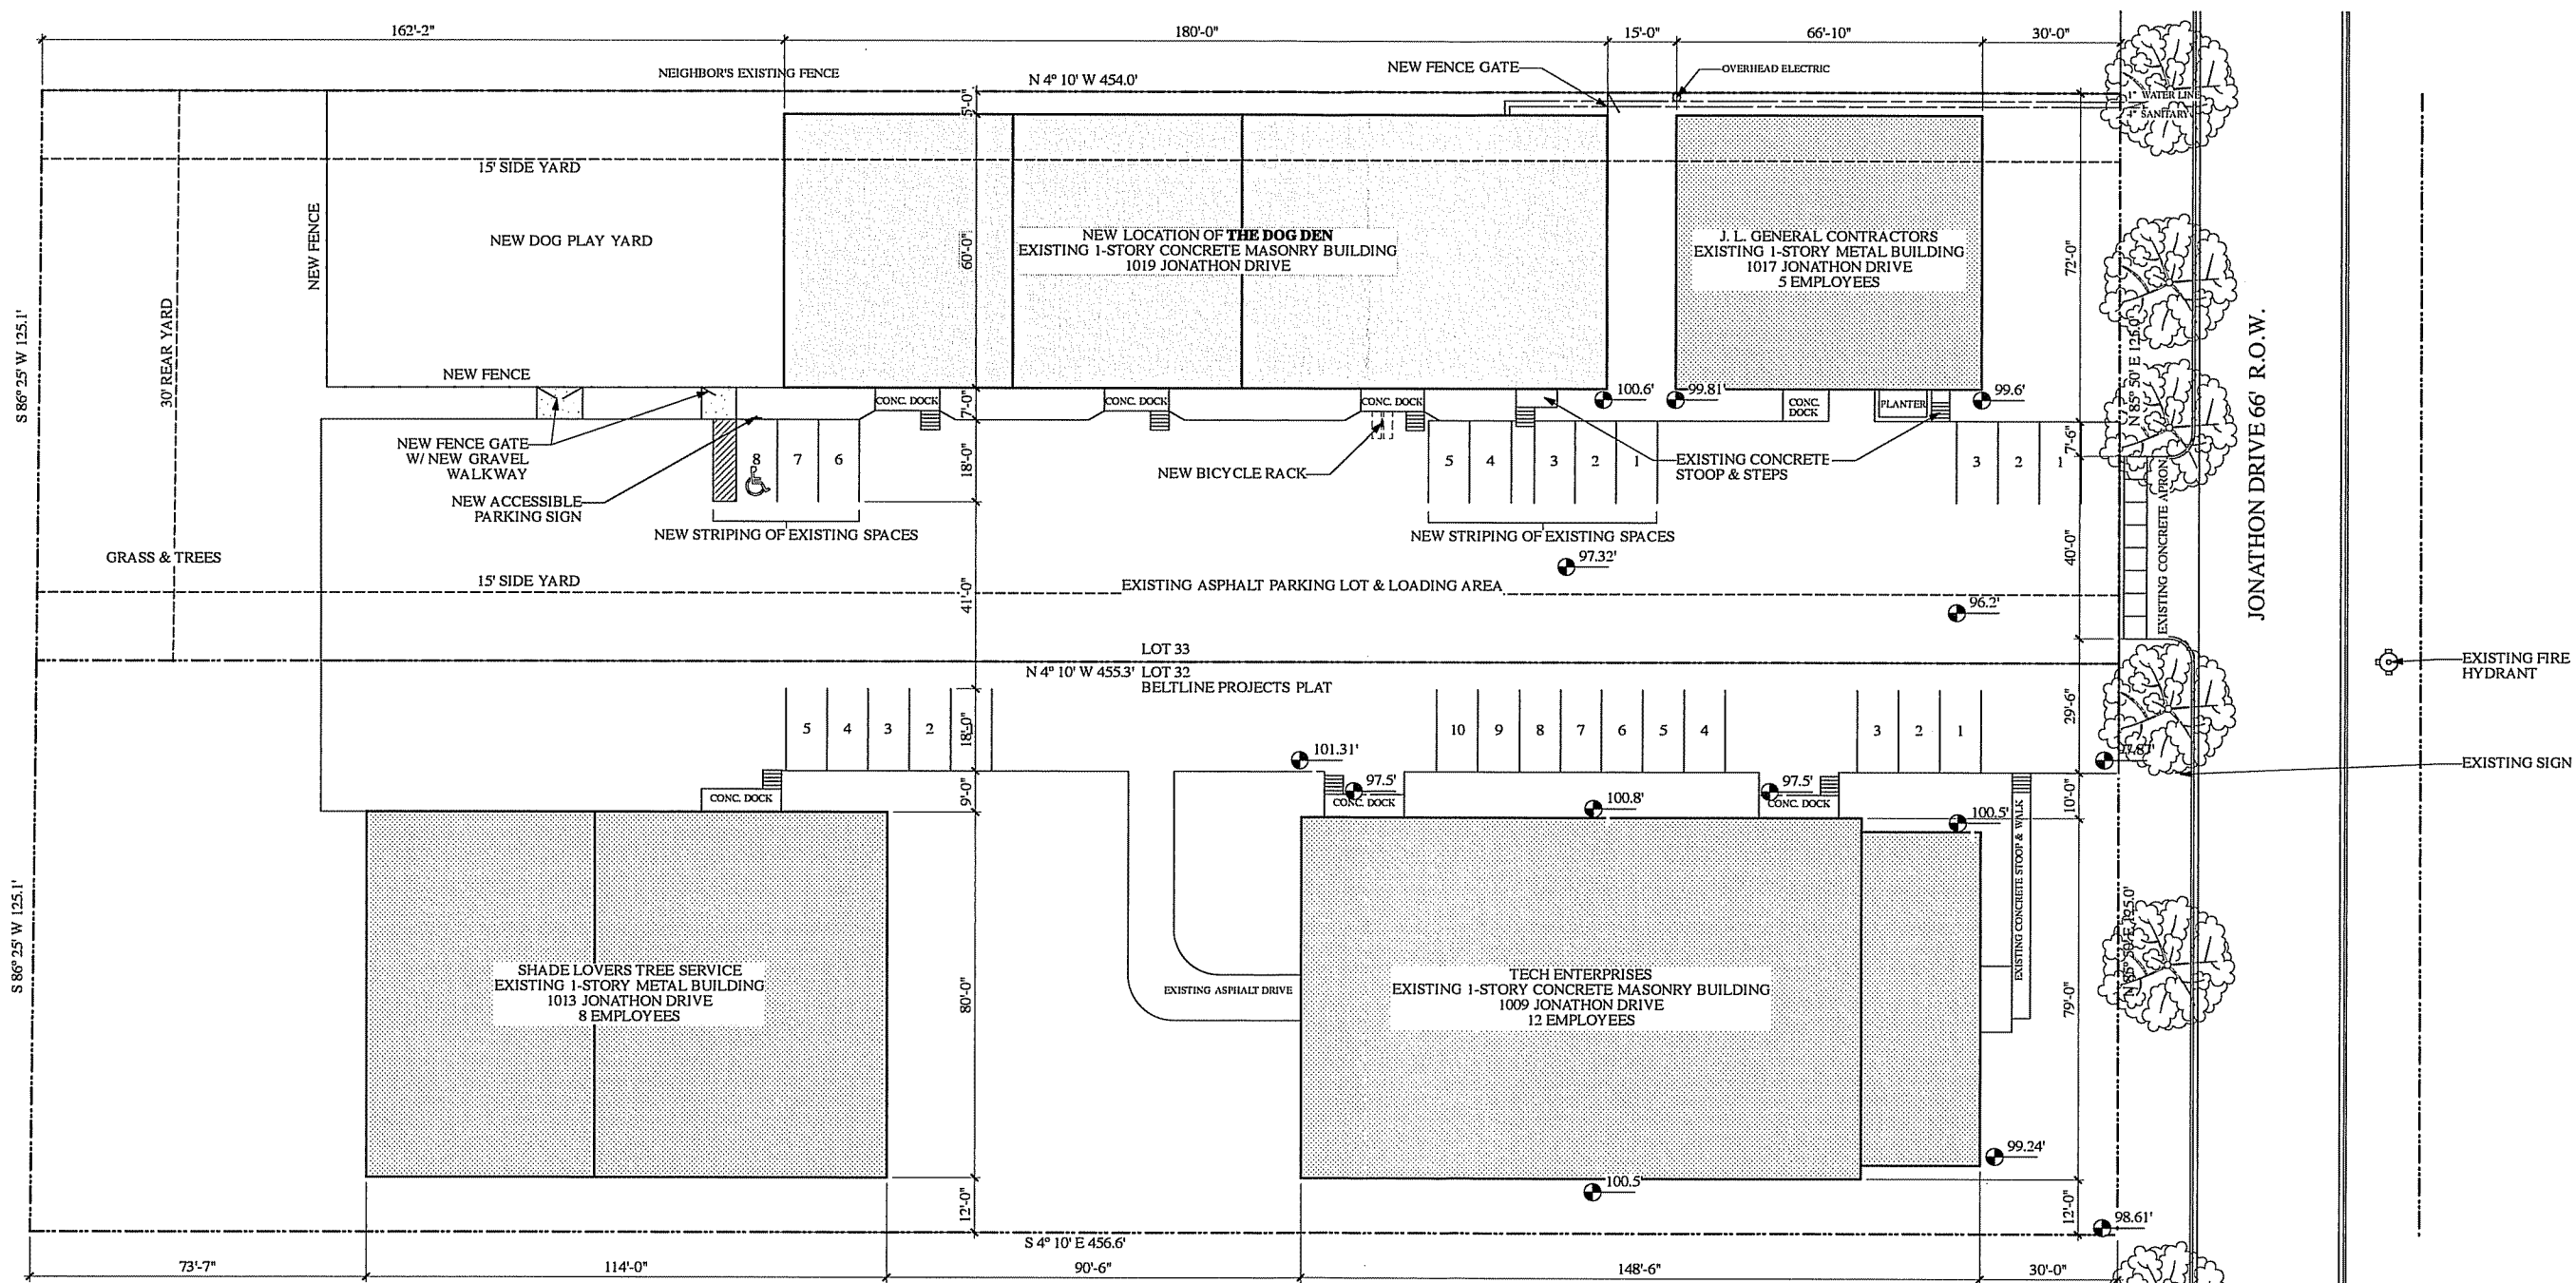 162'-2"
180'-0"
15'-0"
66'-10"
30'-0"
NEIGHBOR'S EXISTING FENCE
N 4° 10' W 454.0'
NEW FENCE GATE
OVERHEAD ELECTRIC
1" WATER LINE
4" SANITARY
5'-0"
15' SIDE YARD
NEW FENCE
NEW DOG PLAY YARD
60'-0"
NEW LOCATION OF THE DOG DEN
EXISTING 1-STORY CONCRETE MASONRY BUILDING
1019 JONATHON DRIVE
J. L. GENERAL CONTRACTORS
EXISTING 1-STORY METAL BUILDING
1017 JONATHON DRIVE
5 EMPLOYEES
72'-0"
S 86° 25' W 125.1'
30' REAR YARD
N 85° 50' E 125.0'
JONATHON DRIVE 66' R.O.W.
NEW FENCE
CONC. DOCK
CONC. DOCK
CONC. DOCK
100.6'
99.81'
CONC.
DOCK
PLANTER
99.6'
7'-0"
7'-6"
NEW FENCE GATE
W/ NEW GRAVEL
WALKWAY
NEW ACCESSIBLE
PARKING SIGN
8
7
6
18'-0"
NEW BICYCLE RACK
5
4
3
2
1
EXISTING CONCRETE
STOOP & STEPS
3
2
1
EXISTING CONCRETE APRON
NEW STRIPING OF EXISTING SPACES
NEW STRIPING OF EXISTING SPACES
GRASS & TREES
97.32'
40'-0"
15' SIDE YARD
EXISTING ASPHALT PARKING LOT & LOADING AREA
41'-0"
96.2'
LOT 33
N 4° 10' W 455.3'
LOT 32
BELTLINE PROJECTS PLAT
EXISTING FIRE
HYDRANT
5
4
3
2
18'-0"
10
9
8
7
6
5
4
3
2
1
29'-6"
101.31'
97.5'
97.5'
EXISTING SIGN
CONC. DOCK
9'-0"
CONC. DOCK
100.8'
CONC. DOCK
100.5'
10'-0"
S 86° 25' W 125.1'
SHADE LOVERS TREE SERVICE
EXISTING 1-STORY METAL BUILDING
1013 JONATHON DRIVE
8 EMPLOYEES
80'-0"
EXISTING ASPHALT DRIVE
TECH ENTERPRISES
EXISTING 1-STORY CONCRETE MASONRY BUILDING
1009 JONATHON DRIVE
12 EMPLOYEES
EXISTING CONCRETE STOOP & WALK
79'-0"
99.24'
100.5'
12'-0"
12'-0"
98.61'
S 4° 10' E 456.6'
73'-7"
114'-0"
90'-6"
148'-6"
30'-0"